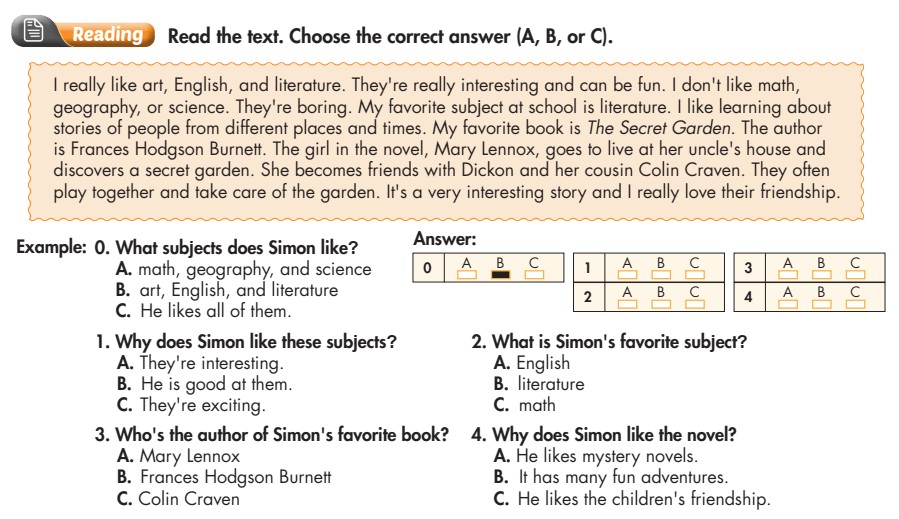 Reading Read the text. Choose the correct answer (A, B, or C).
I really like art, English, and literature. They're really interesting and can be fun. I don't like math,
geography, or science. They're boring. My favorite subject at school is literature. I like learning about
stories of people from different places and times. My favorite book is The Secret Garden. The author
is Frances Hodgson Burnett. The girl in the novel, Mary Lennox, goes to live at her uncle's house and
discovers a secret garden. She becomes friends with Dickon and her cousin Colin Craven. They often
play together and take care of the garden. It's a very interesting story and I really love their friendship.
Example: 0. What subjects does Simon like?
A. math, geography, and science
B. art, English, and literature
C. He likes all of them.
Answer:
0 A B C
1 A B C
2 A B C
3 A B C
4 A B C
1. Why does Simon like these subjects?
A. They're interesting.
B. He is good at them.
C. They're exciting.
2. What is Simon's favorite subject?
A. English
B. literature
C. math
3. Who's the author of Simon's favorite book?
A. Mary Lennox
B. Frances Hodgson Burnett
C. Colin Craven
4. Why does Simon like the novel?
A. He likes mystery novels.
B. It has many fun adventures.
C. He likes the children's friendship.